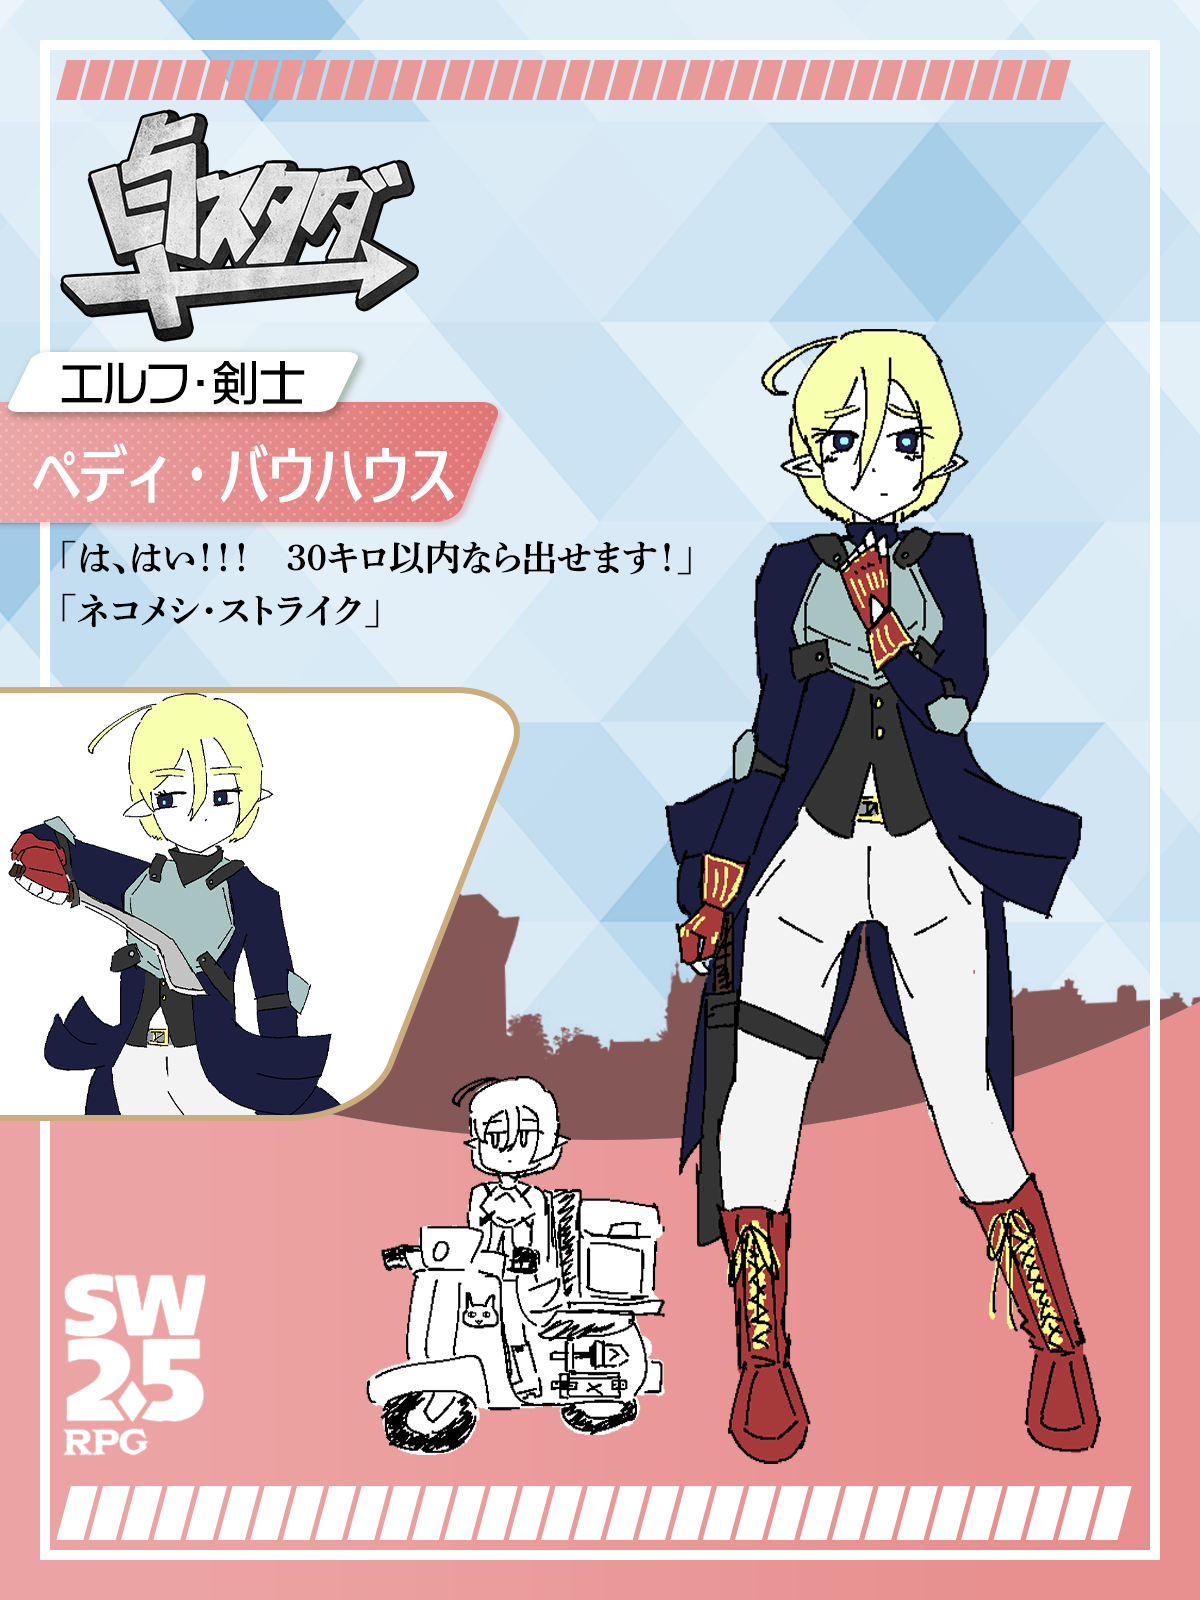 卓ラスタダ
エルフ・剣士
ペディ・バウハウス
「は、はい！！！　30キロ以内なら出せます！」
「ネコメシ・ストライク」
SW
2.5
RPG